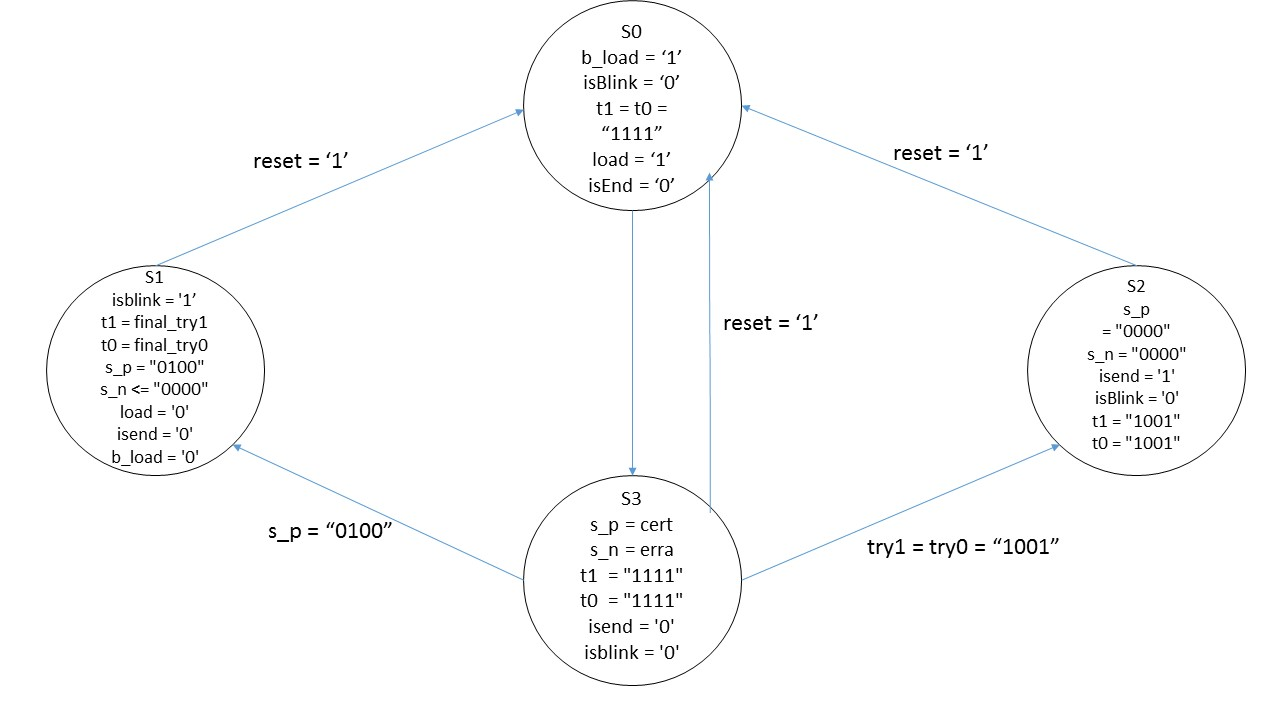 S0
b_load = ‘1’
isBlink = ‘0’
t1 = t0 =
“1111”
load = ‘1’
isEnd = ‘0’
reset = ‘1’
reset = ‘1’
S1
isblink = '1’
t1 = final_try1
t0 = final_try0
s_p = "0100"
s_n <= "0000"
load = '0'
isend = '0'
b_load = '0'
reset = ‘1’
S2
s_p
= "0000"
s_n = "0000"
isend = '1'
isBlink = '0'
t1 = "1001"
t0 = "1001"
s_p = “0100”
S3
s_p = cert
s_n = erra
t1  = "1111"
t0  = "1111"
isend = '0'
isblink = '0'
try1 = try0 = “1001”